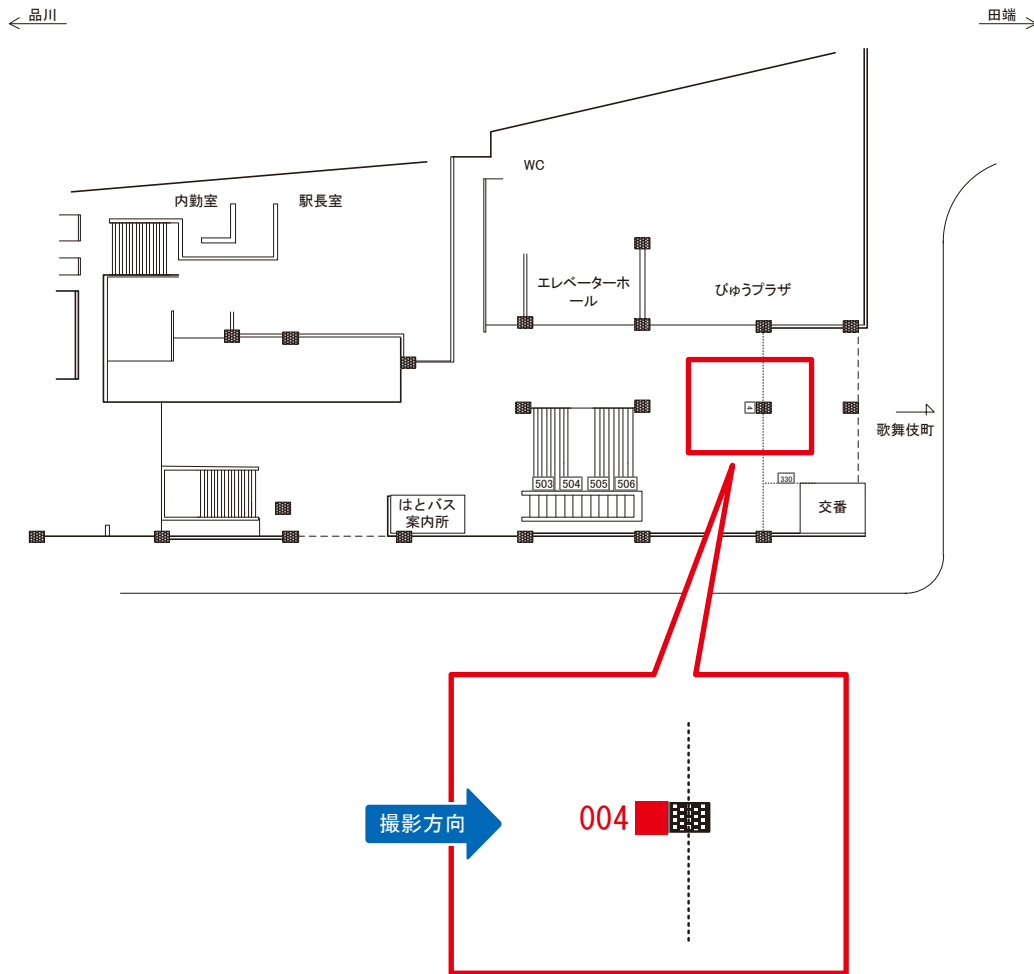 品川
田端
WC
内勤室
駅長室
エレベーターホ
ール
びゅうプラザ
4
歌舞伎町
330
503 504 505 506
はとバス
案内所
交番
004
撮影方向